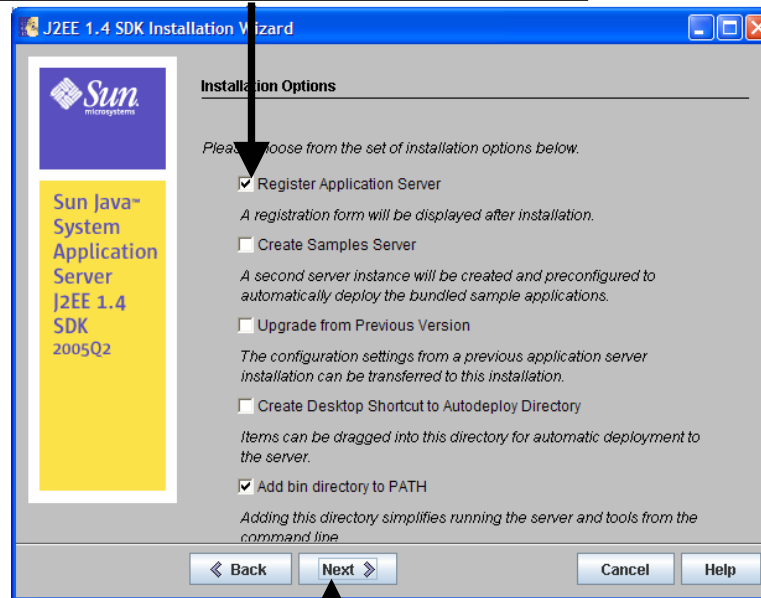 J2EE 1.4 SDK Installation Wizard
Sun
microsystems
Sun Java™
System
Application
Server
J2EE 1.4
SDK
2005Q2
Installation Options
Please choose from the set of installation options below.
Register Application Server
A registration form will be displayed after installation.
Create Samples Server
A second server instance will be created and preconfigured to
automatically deploy the bundled sample applications.
Upgrade from Previous Version
The configuration settings from a previous application server
installation can be transferred to this installation.
Create Desktop Shortcut to Autodeploy Directory
Items can be dragged into this directory for automatic deployment to
the server.
Add bin directory to PATH
Adding this directory simplifies running the server and tools from the
command line
Back
Next
Cancel
Help